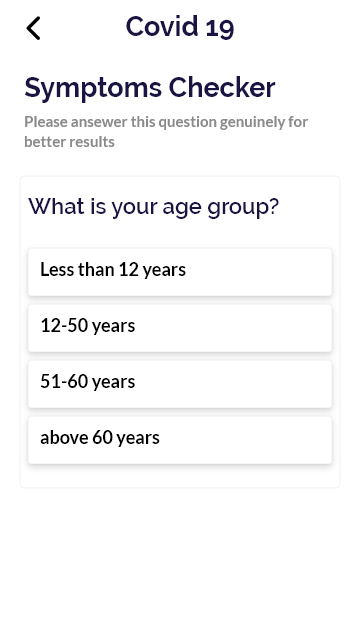 Covid 19
Symptoms Checker
Please ansewer this question genuinely for
better results
What is your age group?
Less than 12 years
12-50 years
51-60 years
above 60 years